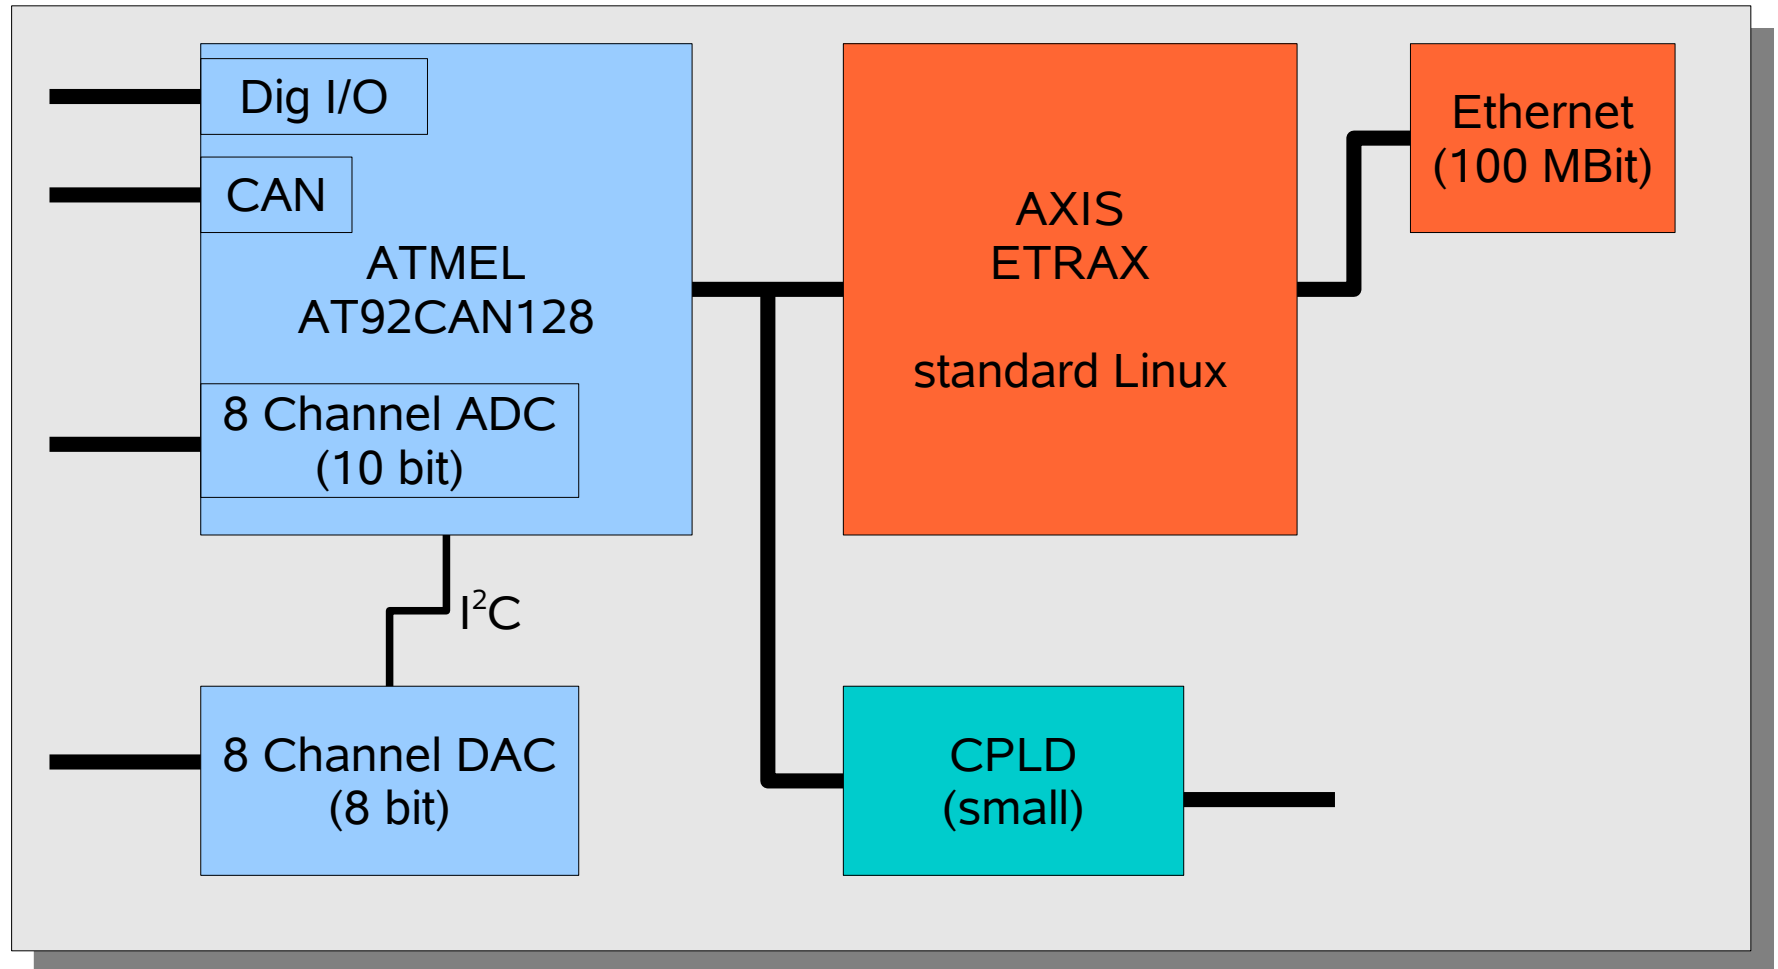 Dig I/O
CAN
ATMEL
AT92CAN128
8 Channel ADC
(10 bit)
I²C
8 Channel DAC
(8 bit)
AXIS
ETRAX
standard Linux
Ethernet
(100 MBit)
CPLD
(small)